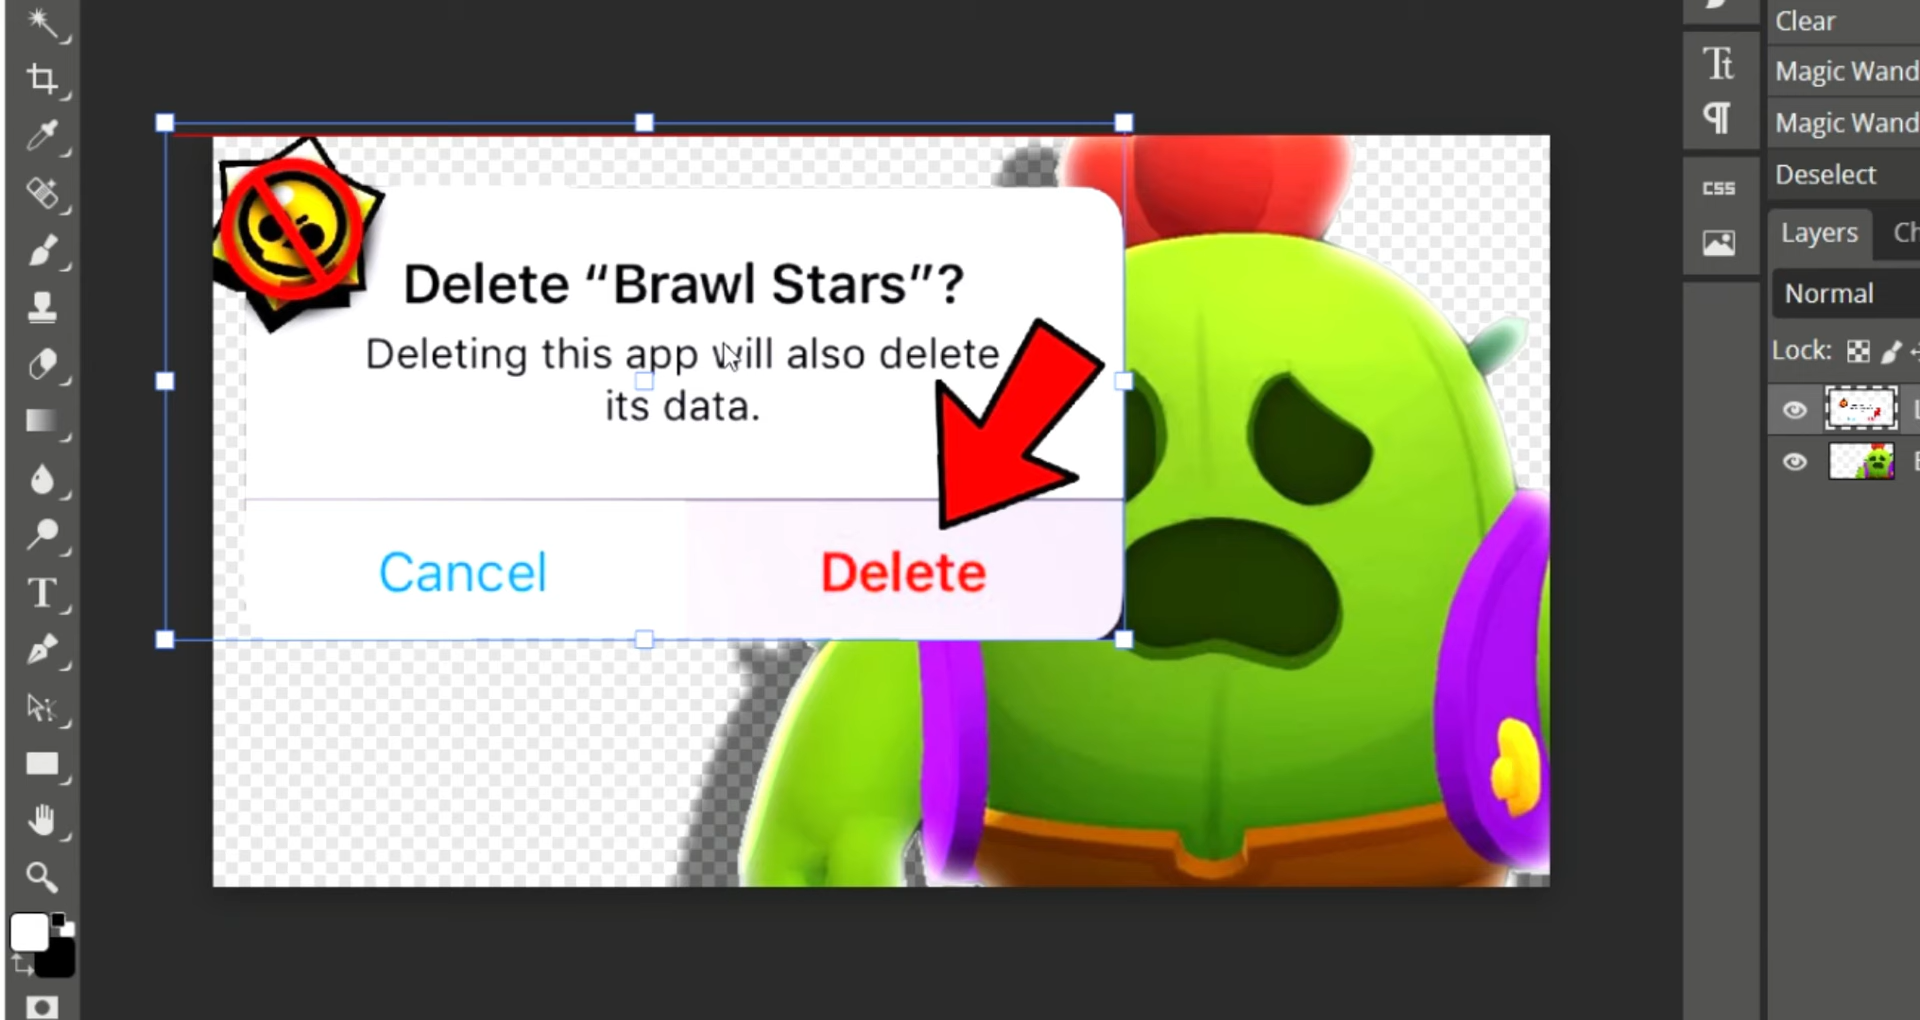 Clear
Tt
Magic Wand
Magic Wand
Deselect
CSS
Layers
Normal
Lock:
Delete “Brawl Stars”?
Deleting this app will also delete
its data.
Cancel
Delete
T